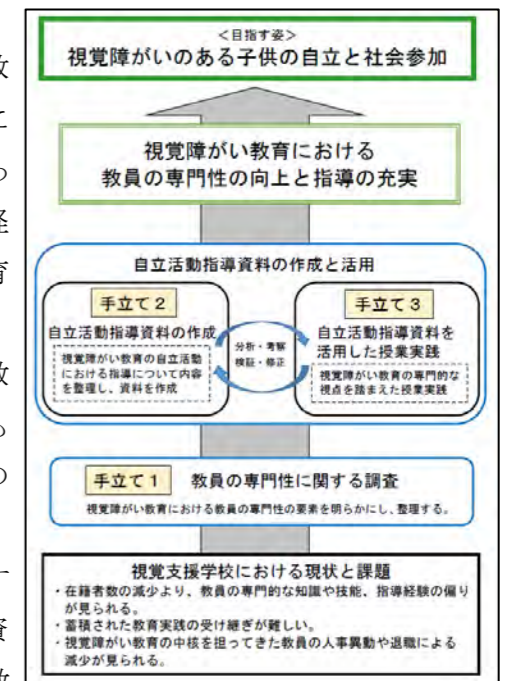 <目指す姿>
視覚障がいのある子供の自立と社会参加
視覚障がい教育における
教員の専門性の向上と指導の充実
自立活動指導資料の作成と活用
手立て2
自立活動指導資料の作成
視覚障がい教育の自立活動
における指導について内容
を整理し、資料を作成
分析・考察
検証・修正
手立て3
自立活動指導資料を
活用した授業実践
視覚障がい教育の専門的な
視点を踏まえた授業実践
手立て1 教員の専門性に関する調査
視覚障がい教育における教員の専門性の要素を明らかにし、整理する。
視覚支援学校における現状と課題
・在籍者数の減少より、教員の専門的な知識や技能、指導経験の偏り
が見られる。
・蓄積された教育実践の受け継ぎが難しい。
・視覚障がい教育の中核を担ってきた教員の人事異動や退職による
減少が見られる。